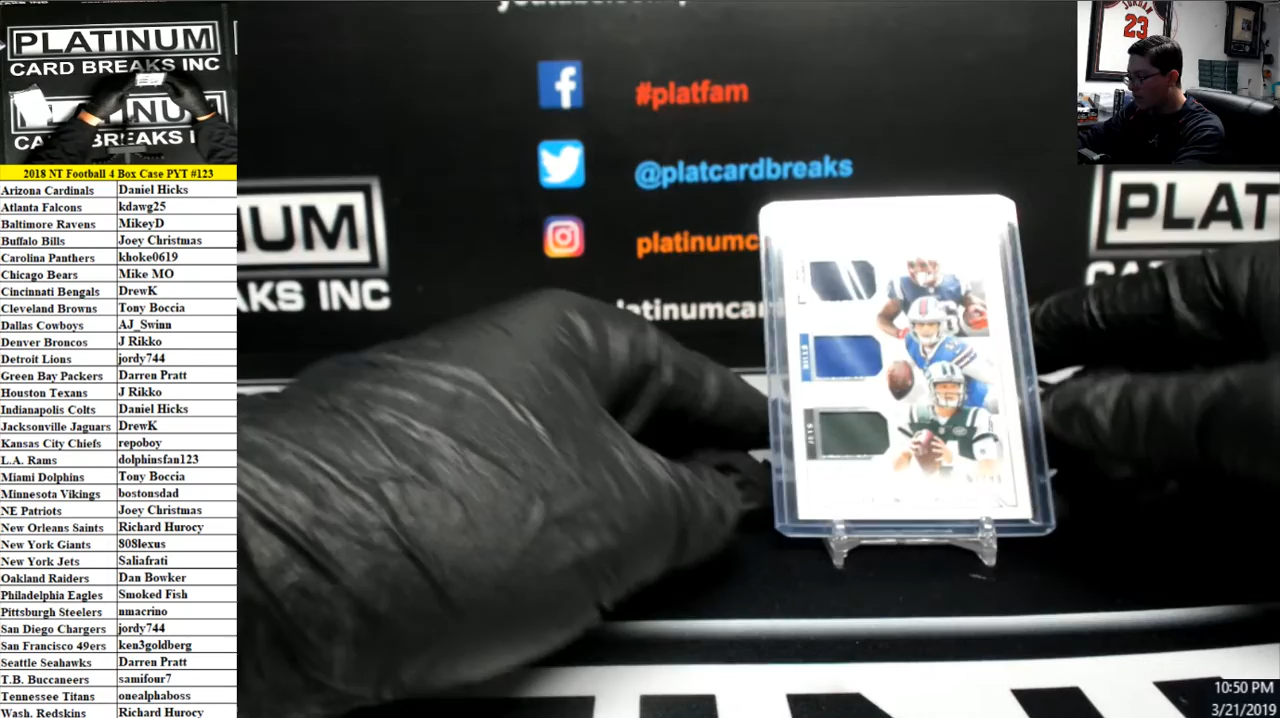 PLATINUM
CARD BREAKS INC
#platfam
@platcardbreaks
platinumc
latinumcar
JORDAN
23
PLAT
2018 NT Football 4 Box Case PYT #123
Arizona Cardinals Daniel Hicks
Atlanta Falcons kdawg25
Baltimore Ravens MikeyD
Buffalo Bills Joey Christmas
Carolina Panthers khoke0619
Chicago Bears Mike MO
Cincinnati Bengals DrewK
Cleveland Browns Tony Boccia
Dallas Cowboys AJ_Swinn
Denver Broncos J Rikko
Detroit Lions jordy744
Green Bay Packers Darren Pratt
Houston Texans J Rikko
Indianapolis Colts Daniel Hicks
Jacksonville Jaguars DrewK
Kansas City Chiefs repoboy
L.A. Rams dolphinsfan123
Miami Dolphins Tony Boccia
Minnesota Vikings bostonsdad
NE Patriots Joey Christmas
New Orleans Saints Richard Hurocy
New York Giants 808lexus
New York Jets Saliafrati
Oakland Raiders Dan Bowker
Philadelphia Eagles Smoked Fish
Pittsburgh Steelers nmacrino
San Diego Chargers jordy744
San Francisco 49ers ken3goldberg
Seattle Seahawks Darren Pratt
T.B. Buccaneers samifour7
Tennessee Titans onealphaboss
Wash. Redskins Richard Hurocy
NUM
AKS INC
10:50 PM
3/21/2019